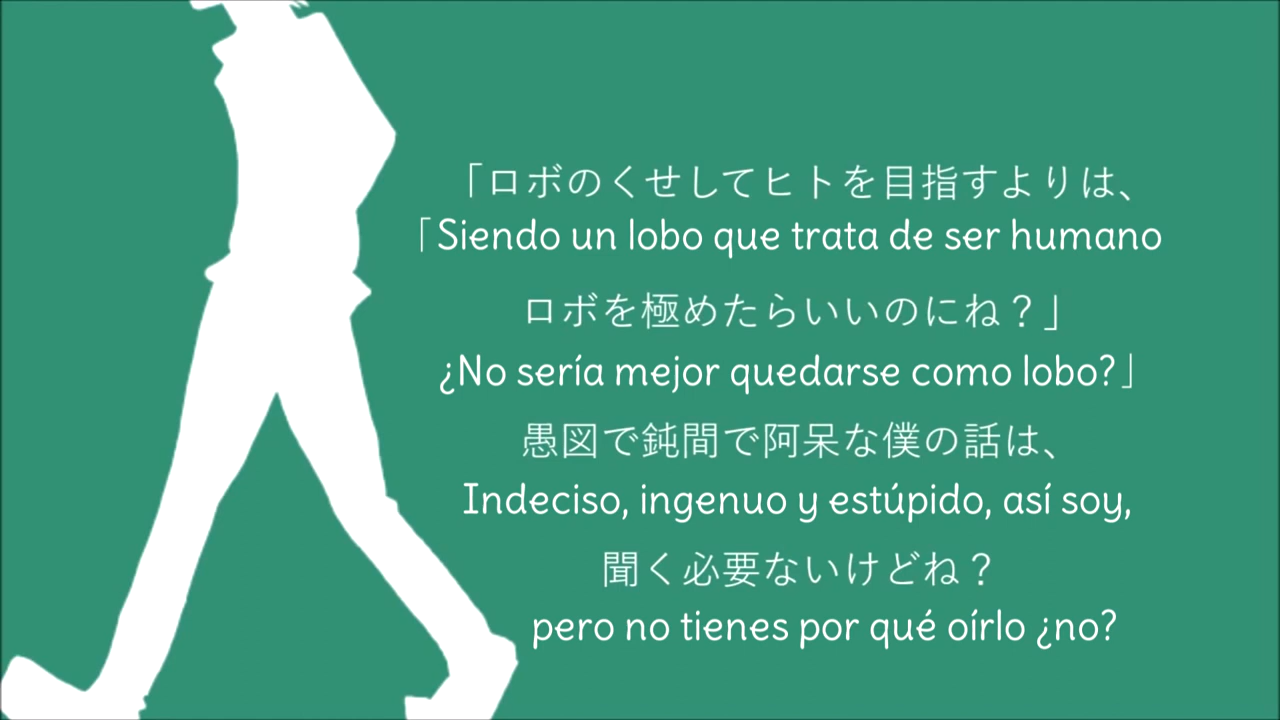 「ロボのくせしてヒトを目指すよりは、
「Siendo un lobo que trata de ser humano
ロボを極めたらいいのにね？」
¿No sería mejor quedarse como lobo?」
愚図で鈍間で阿呆な僕の話は、
Indeciso, ingenuo y estúpido, así soy,
聞く必要ないけどね？
pero no tienes por qué oírlo ¿no?